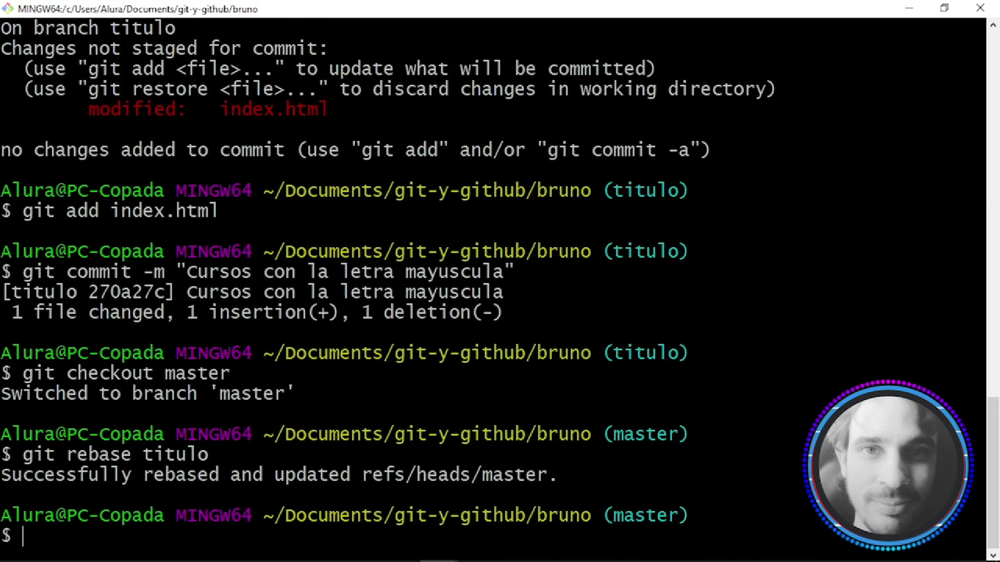 MINGW64:/c/Users/Alura/Documents/git-y-github/bruno
On branch titulo
Changes not staged for commit:
(use "git add <file>..." to update what will be committed)
(use "git restore <file>..." to discard changes in working directory)
modified: index.html
no changes added to commit (use "git add" and/or "git commit -a")
Alura@PC-Copada MINGW64 ~/Documents/git-y-github/bruno (titulo)
$ git add index.html
Alura@PC-Copada MINGW64 ~/Documents/git-y-github/bruno (titulo)
$ git commit -m "Cursos con la letra mayuscula"
[titulo 270a27c] Cursos con la letra mayuscula
1 file changed, 1 insertion(+), 1 deletion(-)
Alura@PC-Copada MINGW64 ~/Documents/git-y-github/bruno (titulo)
$ git checkout master
Switched to branch 'master'
Alura@PC-Copada MINGW64 ~/Documents/git-y-github/bruno (master)
$ git rebase titulo
Successfully rebased and updated refs/heads/master.
Alura@PC-Copada MINGW64 ~/Documents/git-y-github/bruno (master)
$